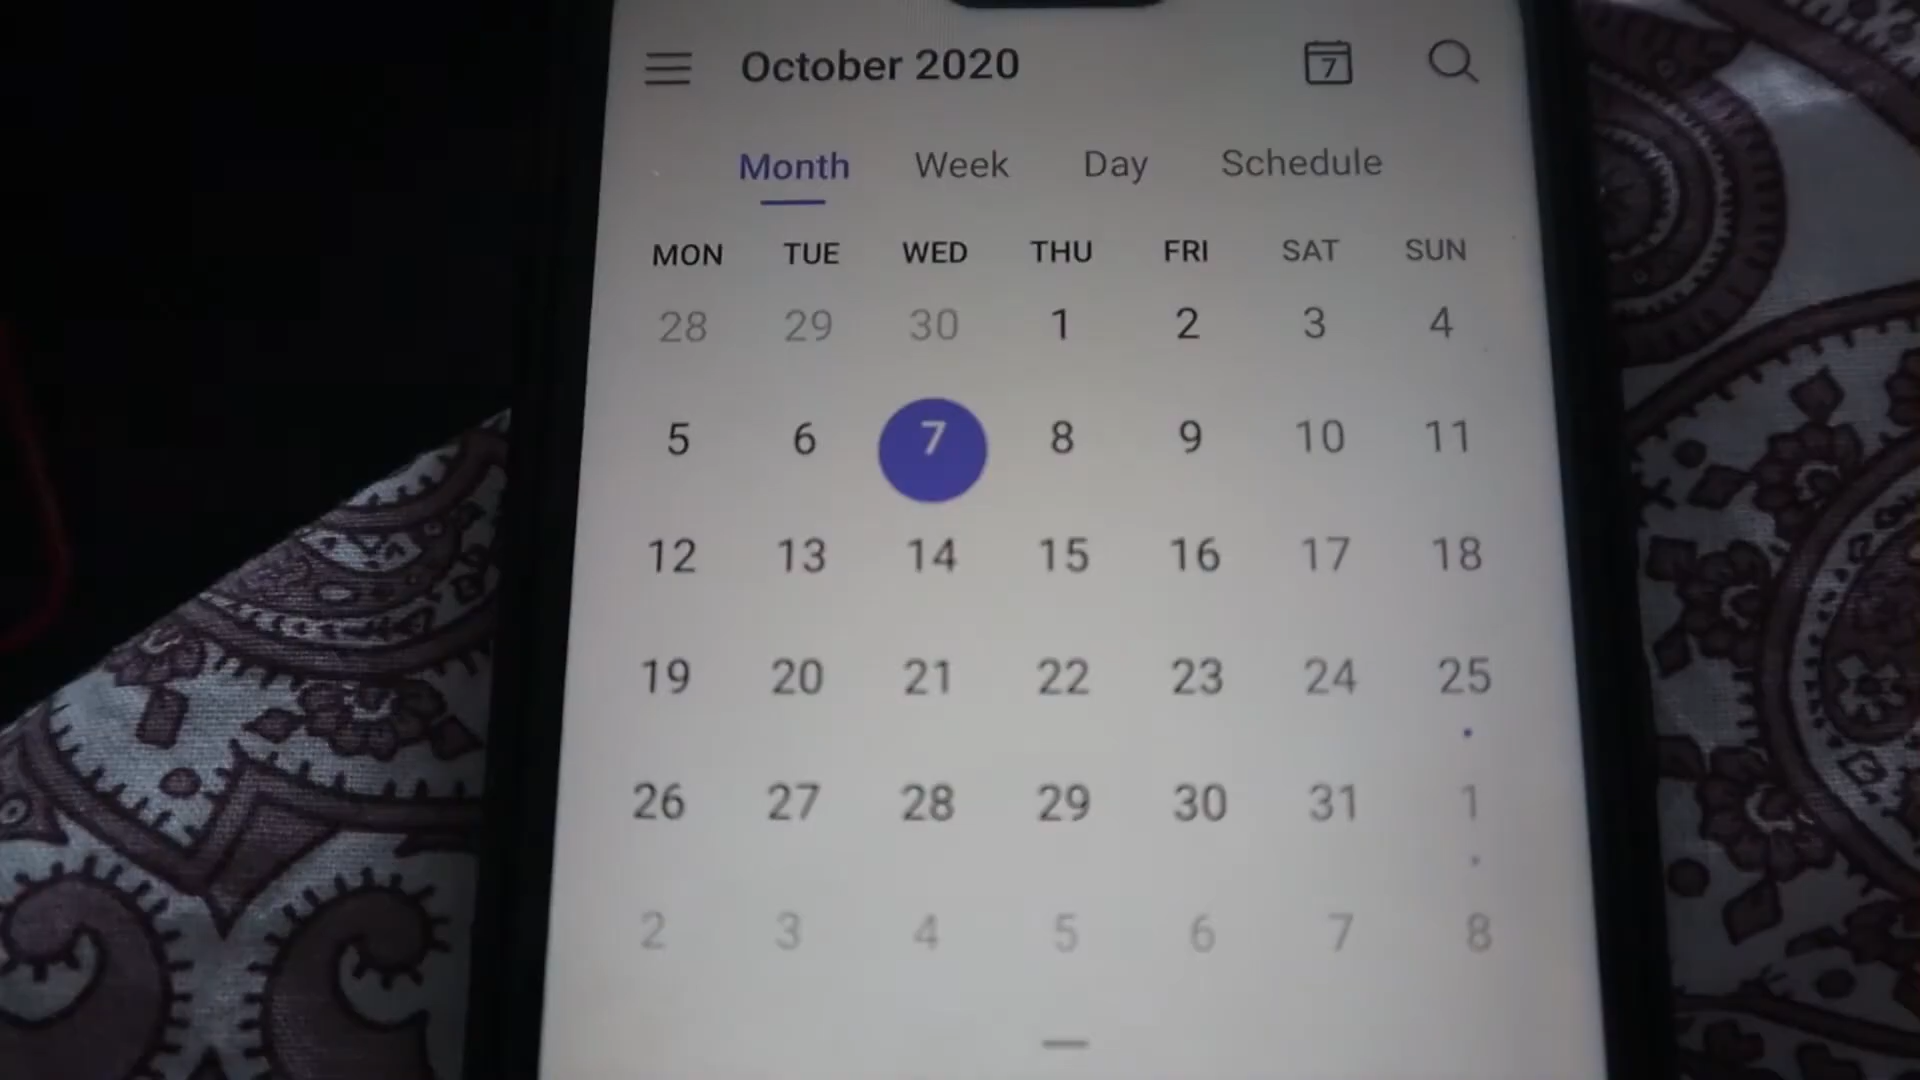 October 2020 7
Month Week Day Schedule
MON TUE WED THU FRI SAT SUN
28 29 30 1 2 3 4
5 6 7 8 9 10 11
12 13 14 15 16 17 18
19 20 21 22 23 24 25
26 27 28 29 30 31 1
2 3 4 5 6 7 8